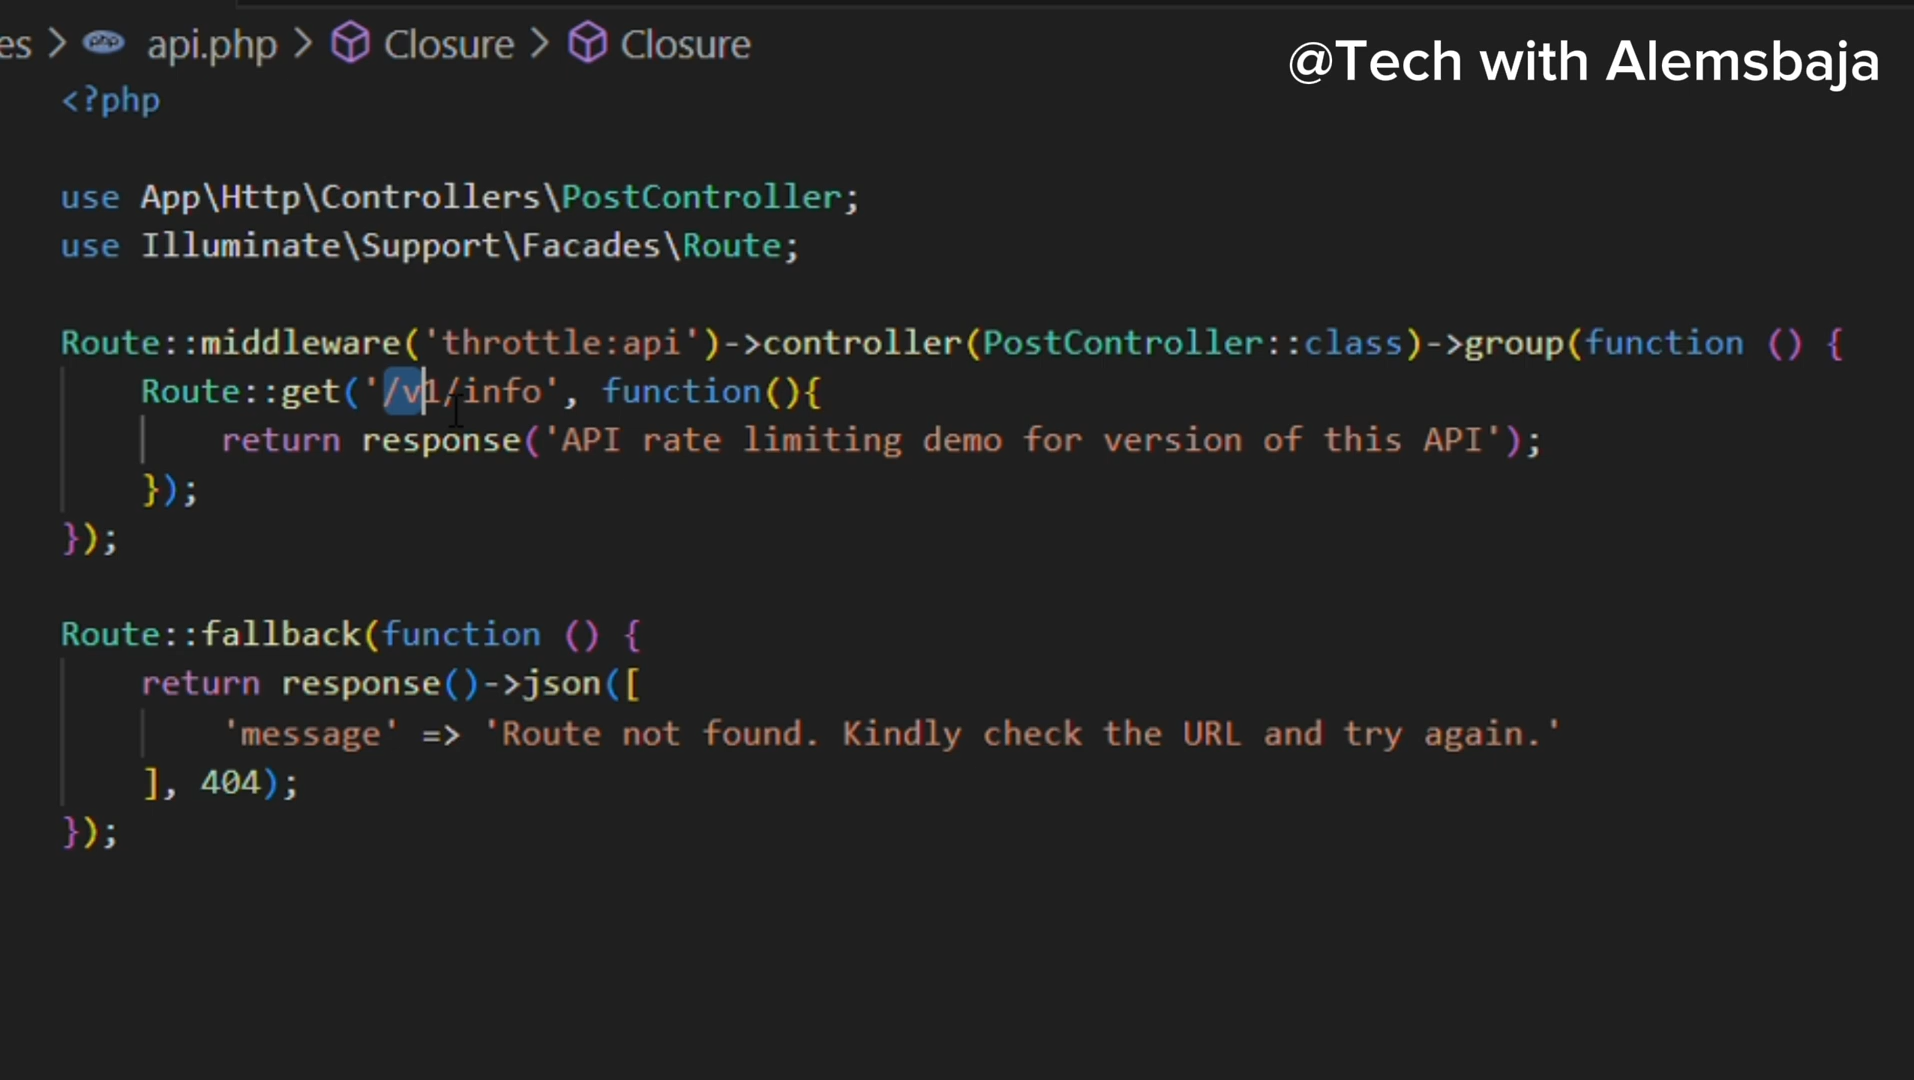 es > php api.php > Closure > Closure
@Tech with Alemsbaja
<?php
use App\Http\Controllers\PostController;
use Illuminate\Support\Facades\Route;
Route::middleware('throttle:api')->controller(PostController::class)->group(function () {
Route::get('/v1/info', function(){
return response('API rate limiting demo for version of this API');
});
});
Route::fallback(function () {
return response()->json([
'message' => 'Route not found. Kindly check the URL and try again.'
], 404);
});